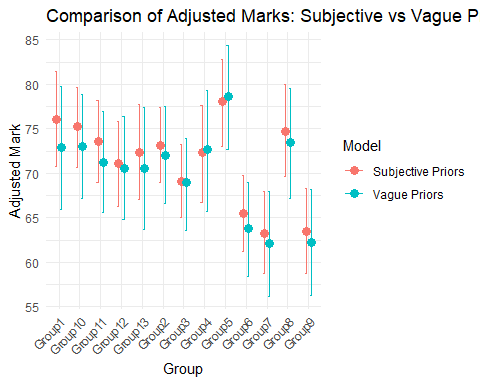 Comparison of Adjusted Marks: Subjective vs Vague P
85
80
75
70
65
60
55
Adjusted Mark
Group1
Group10
Group11
Group12
Group13
Group2
Group3
Group4
Group5
Group6
Group7
Group8
Group9
Group
Model
Subjective Priors
Vague Priors